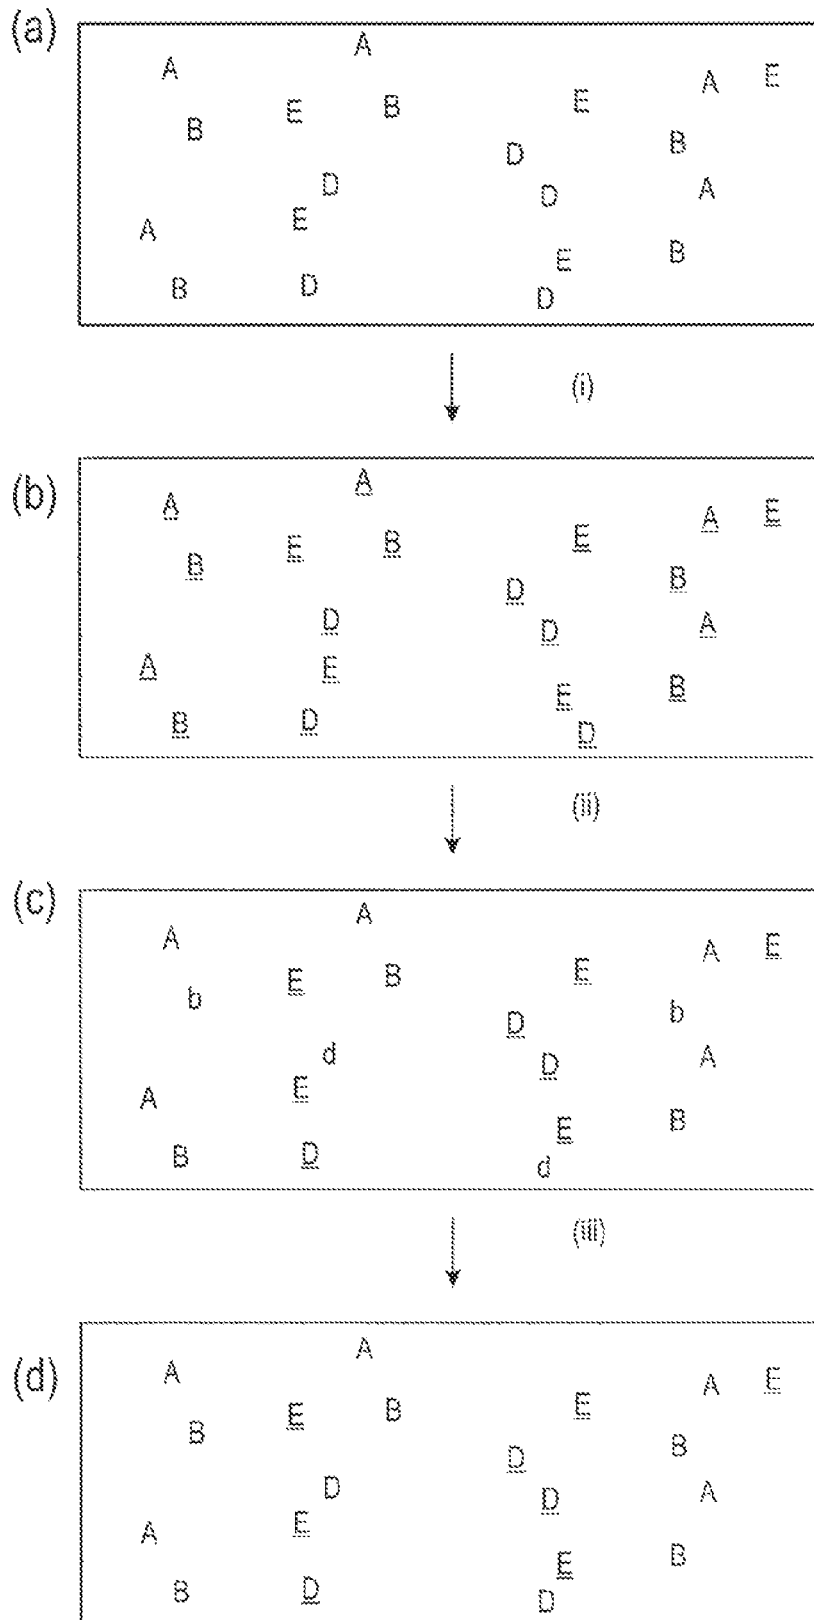 (a)
A
A
A E
E B E
B B
D D
D A
A E
E B
B D D
(i)
(b)
A
A A E
E B E
B D B
D D A
A E E B
B D D
(ii)
(c)
A
A A E
E B E
b D b
d D A
A E E B
B D d
(iii)
(d)
A
A A E
E B E
B D B
D D A
A E E B
B D D